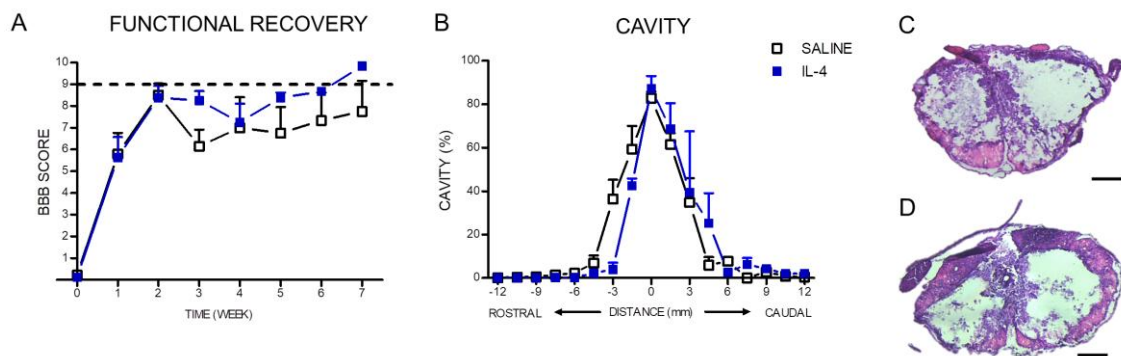 A FUNCTIONAL RECOVERY
BBB SCORE
10
9
8
7
6
5
4
3
2
1
0 1 2 3 4 5 6 7
TIME (WEEK)
B CAVITY
SALINE
IL-4
CAVITY (%)
100
80
60
40
20
0
-12 -9 -6 -3 0 3 6 9 12
ROSTRAL DISTANCE (mm) CAUDAL
C
D